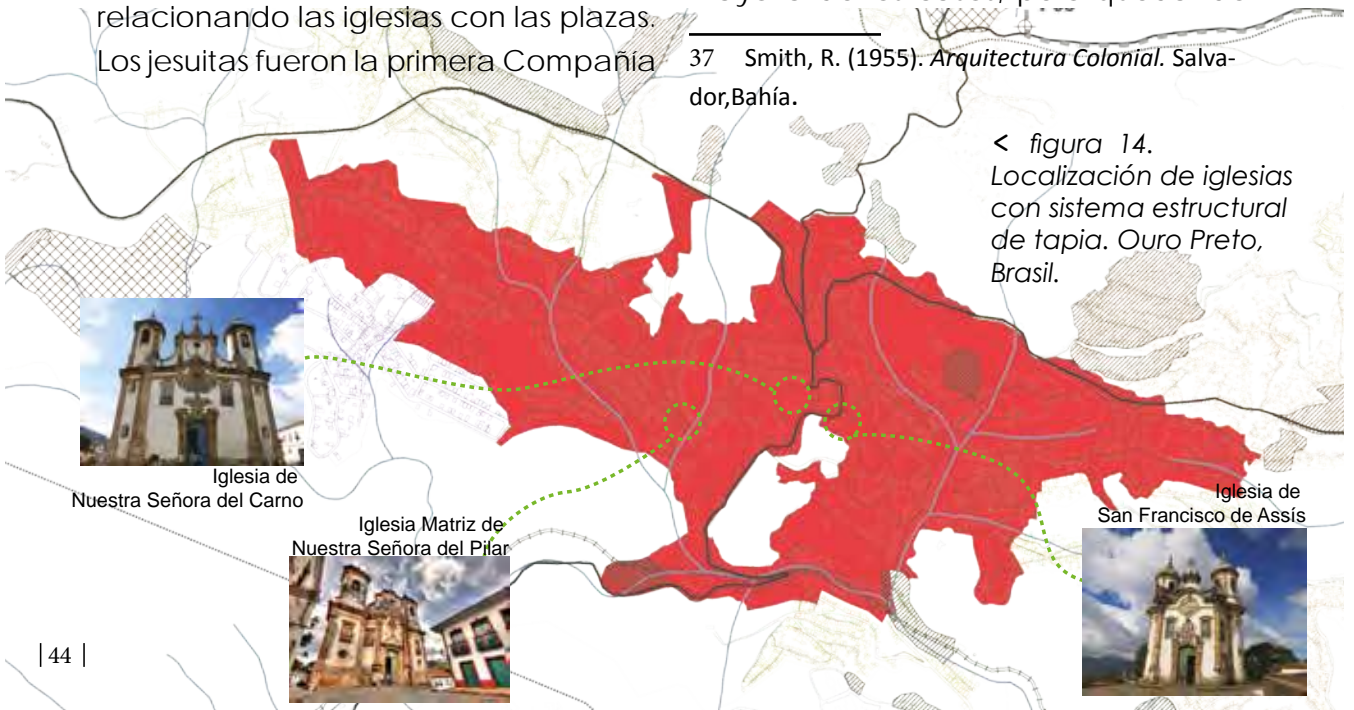 relacionando las iglesias con las plazas.
Los jesuitas fueron la primera Compañía
37 Smith, R. (1955). Arquitectura Colonial. Salva-
dor,Bahía.
< figura 14.
Localización de iglesias
con sistema estructural
de tapia. Ouro Preto,
Brasil.
Iglesia de
Nuestra Señora del Carno
Iglesia Matriz de
Nuestra Señora del Pilar
Iglesia de
San Francisco de Assís
|44 |